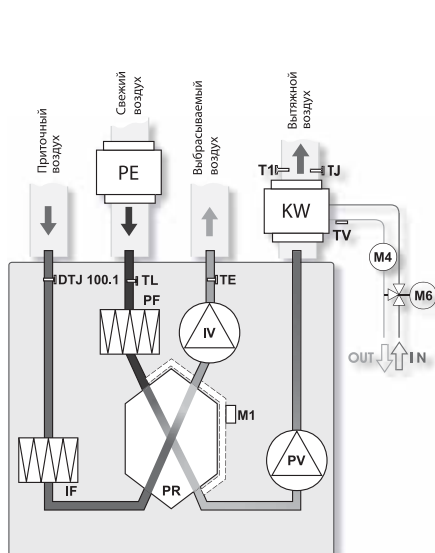 Приточный
воздух
Свежий
воздух
Выбрасываемый
воздух
Вытяжной
воздух
PE
T1
TJ
KW
TV
M4
M6
DTJ 100.1
TL
TE
PF
IV
OUT
IN
M1
IF
PR
PV